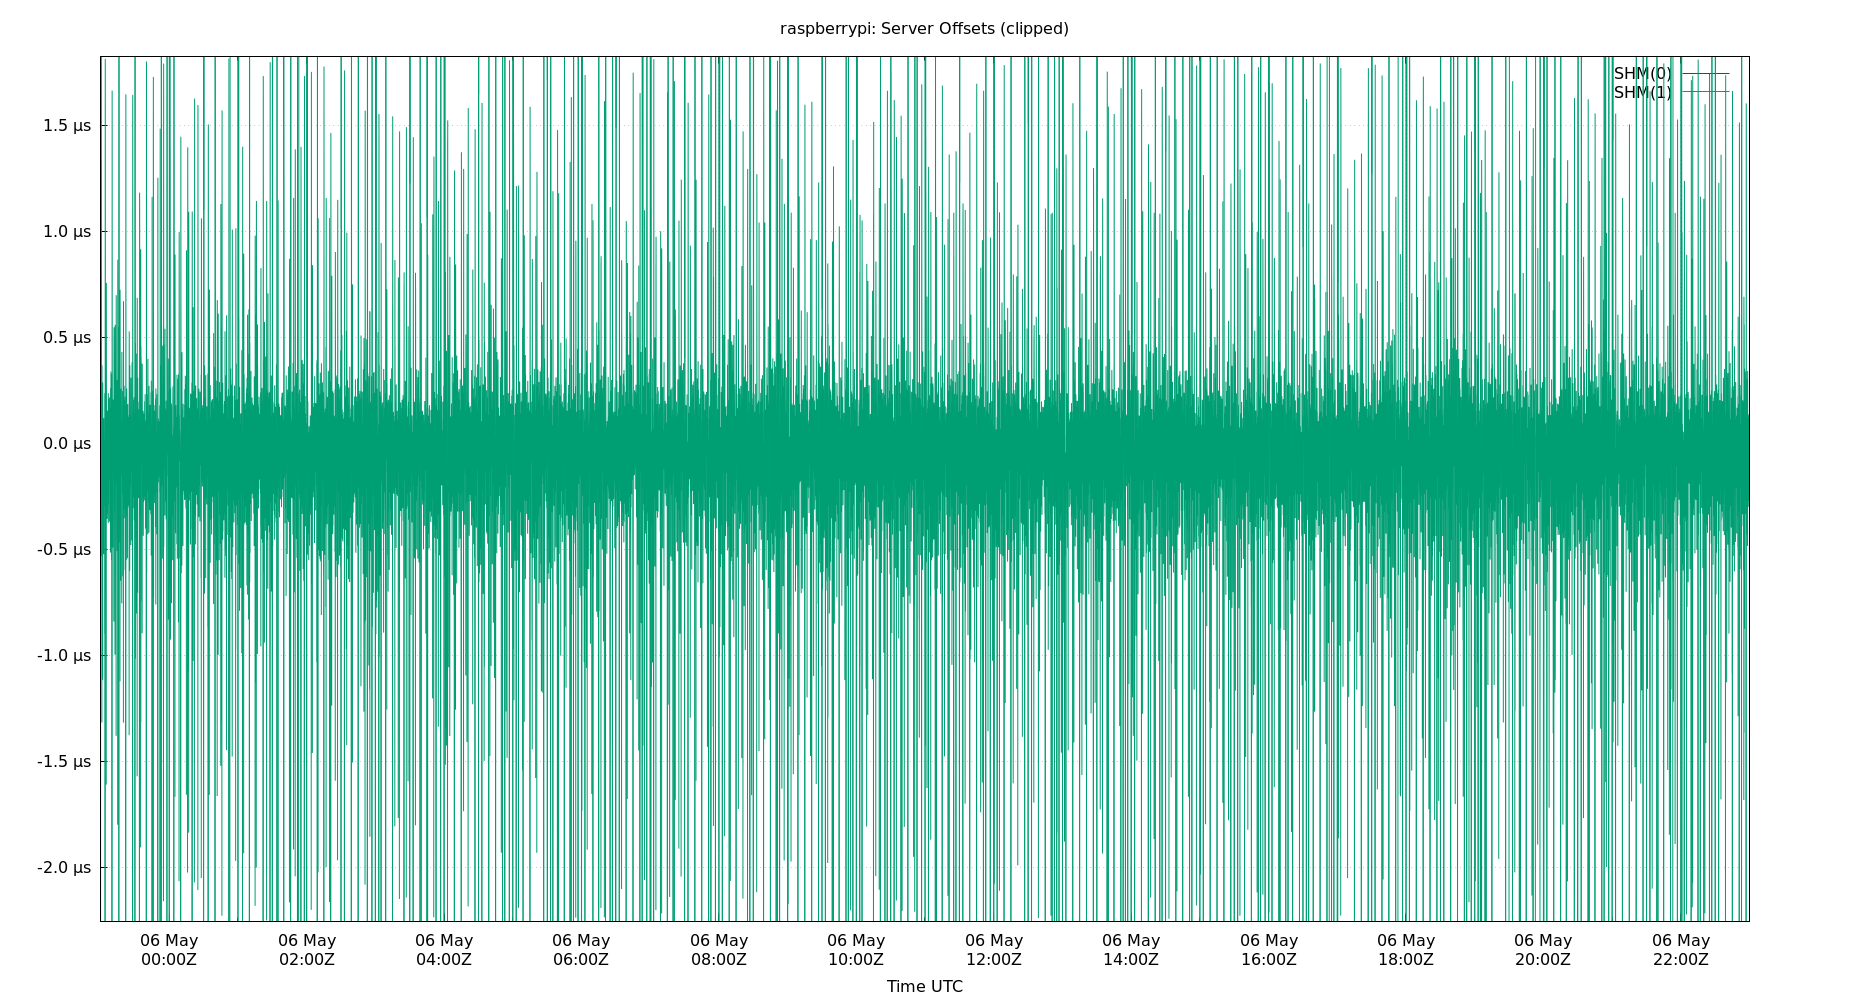 raspberrypi: Server Offsets (clipped)
SHM(0)
SHM(1)
1.5 µs
1.0 µs
0.5 µs
0.0 µs
-0.5 µs
-1.0 µs
-1.5 µs
-2.0 µs
06 May 06 May 06 May 06 May 06 May 06 May 06 May 06 May 06 May 06 May 06 May 06 May
00:00Z 02:00Z 04:00Z 06:00Z 08:00Z 10:00Z 12:00Z 14:00Z 16:00Z 18:00Z 20:00Z 22:00Z
Time UTC